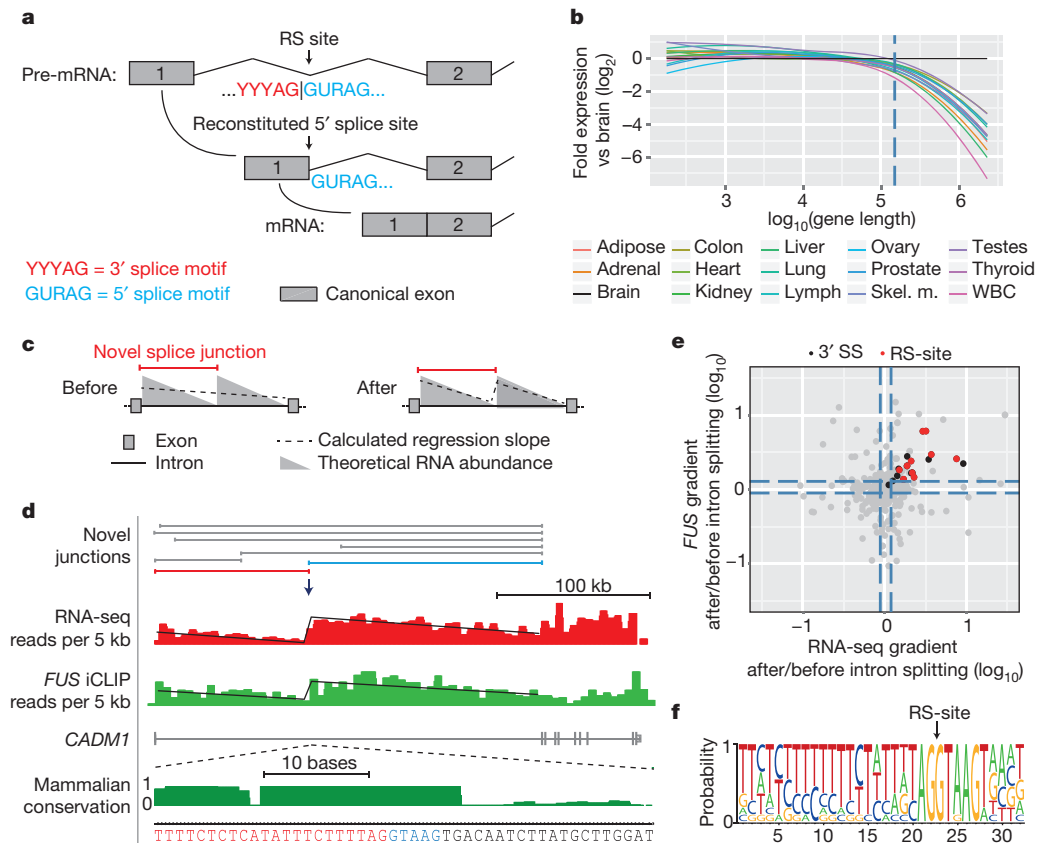 a
RS site
Pre-mRNA:
1
2
...YYYAG|GURAG...
Reconstituted 5′ splice site
1
2
GURAG...
mRNA:
1
2
YYYAG = 3′ splice motif
GURAG = 5′ splice motif
Canonical exon
b
Fold expression
vs brain (log2)
0
−2
−4
−6
3
4
5
6
log10(gene length)
Adipose
Colon
Liver
Ovary
Testes
Adrenal
Heart
Lung
Prostate
Thyroid
Brain
Kidney
Lymph
Skel. m.
WBC
c
Novel splice junction
Before
After
Exon
Calculated regression slope
Intron
Theoretical RNA abundance
d
Novel
junctions
100 kb
RNA-seq
reads per 5 kb
FUS iCLIP
reads per 5 kb
CADM1
10 bases
Mammalian
conservation
1
0
TTTTCTCTCATATTTCTTTTAGGTAAGTGACAATCTTATGCTTGGAT
e
3′ SS
RS-site
FUS gradient
after/before intron splitting (log10)
1
0
−1
−1
0
1
RNA-seq gradient
after/before intron splitting (log10)
f
RS-site
Probability
1
0
5
10
15
20
25
30